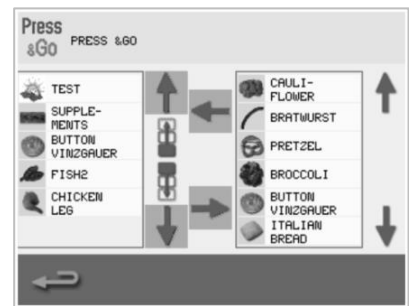 Press
&Go
PRESS &GO
TEST
SUPPLE-
MENTS
BUTTON
VINZGAUER
FISH2
CHICKEN
LEG
CAULI-
FLOWER
BRATWURST
PRETZEL
BROCCOLI
BUTTON
VINZGAUER
ITALIAN
BREAD